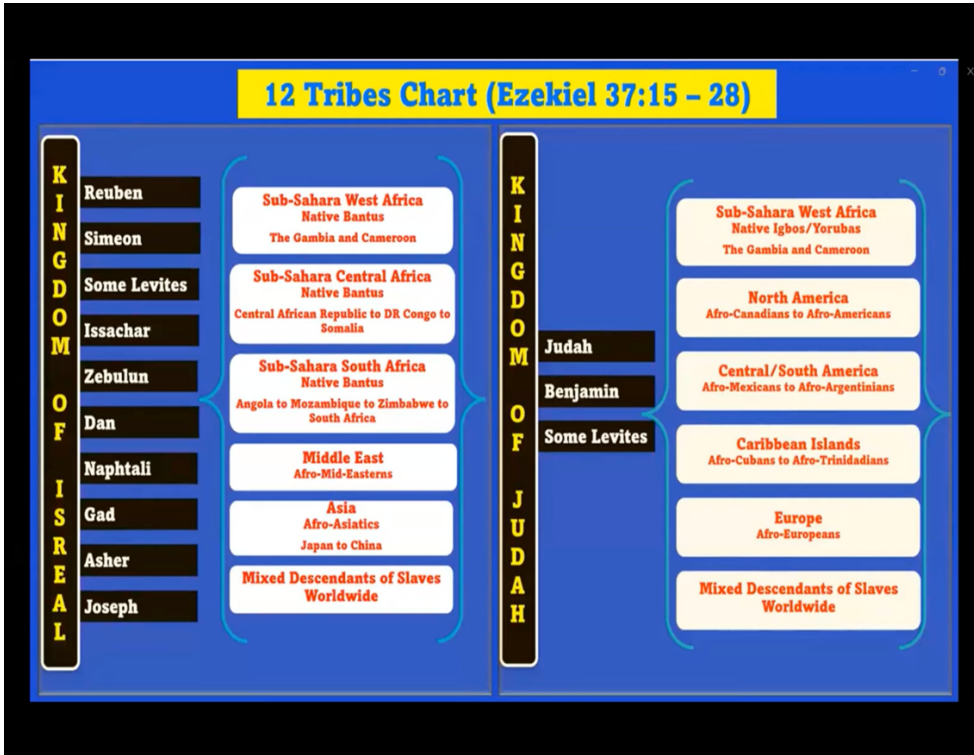 12 Tribes Chart (Ezekiel 37:15 – 28)
KINGDOM OF ISREAL
Reuben
Simeon
Some Levites
Issachar
Zebulun
Dan
Naphtali
Gad
Asher
Joseph
Sub-Sahara West Africa
Native Bantus
The Gambia and Cameroon
Sub-Sahara Central Africa
Native Bantus
Central African Republic to DR Congo to
Somalia
Sub-Sahara South Africa
Native Bantus
Angola to Mozambique to Zimbabwe to
South Africa
Middle East
Afro-Mid-Easterns
Asia
Afro-Asiatics
Japan to China
Mixed Descendants of Slaves
Worldwide
KINGDOM OF JUDAH
Judah
Benjamin
Some Levites
Sub-Sahara West Africa
Native Igbos/Yorubas
The Gambia and Cameroon
North America
Afro-Canadians to Afro-Americans
Central/South America
Afro-Mexicans to Afro-Argentinians
Caribbean Islands
Afro-Cubans to Afro-Trinidadians
Europe
Afro-Europeans
Mixed Descendants of Slaves
Worldwide